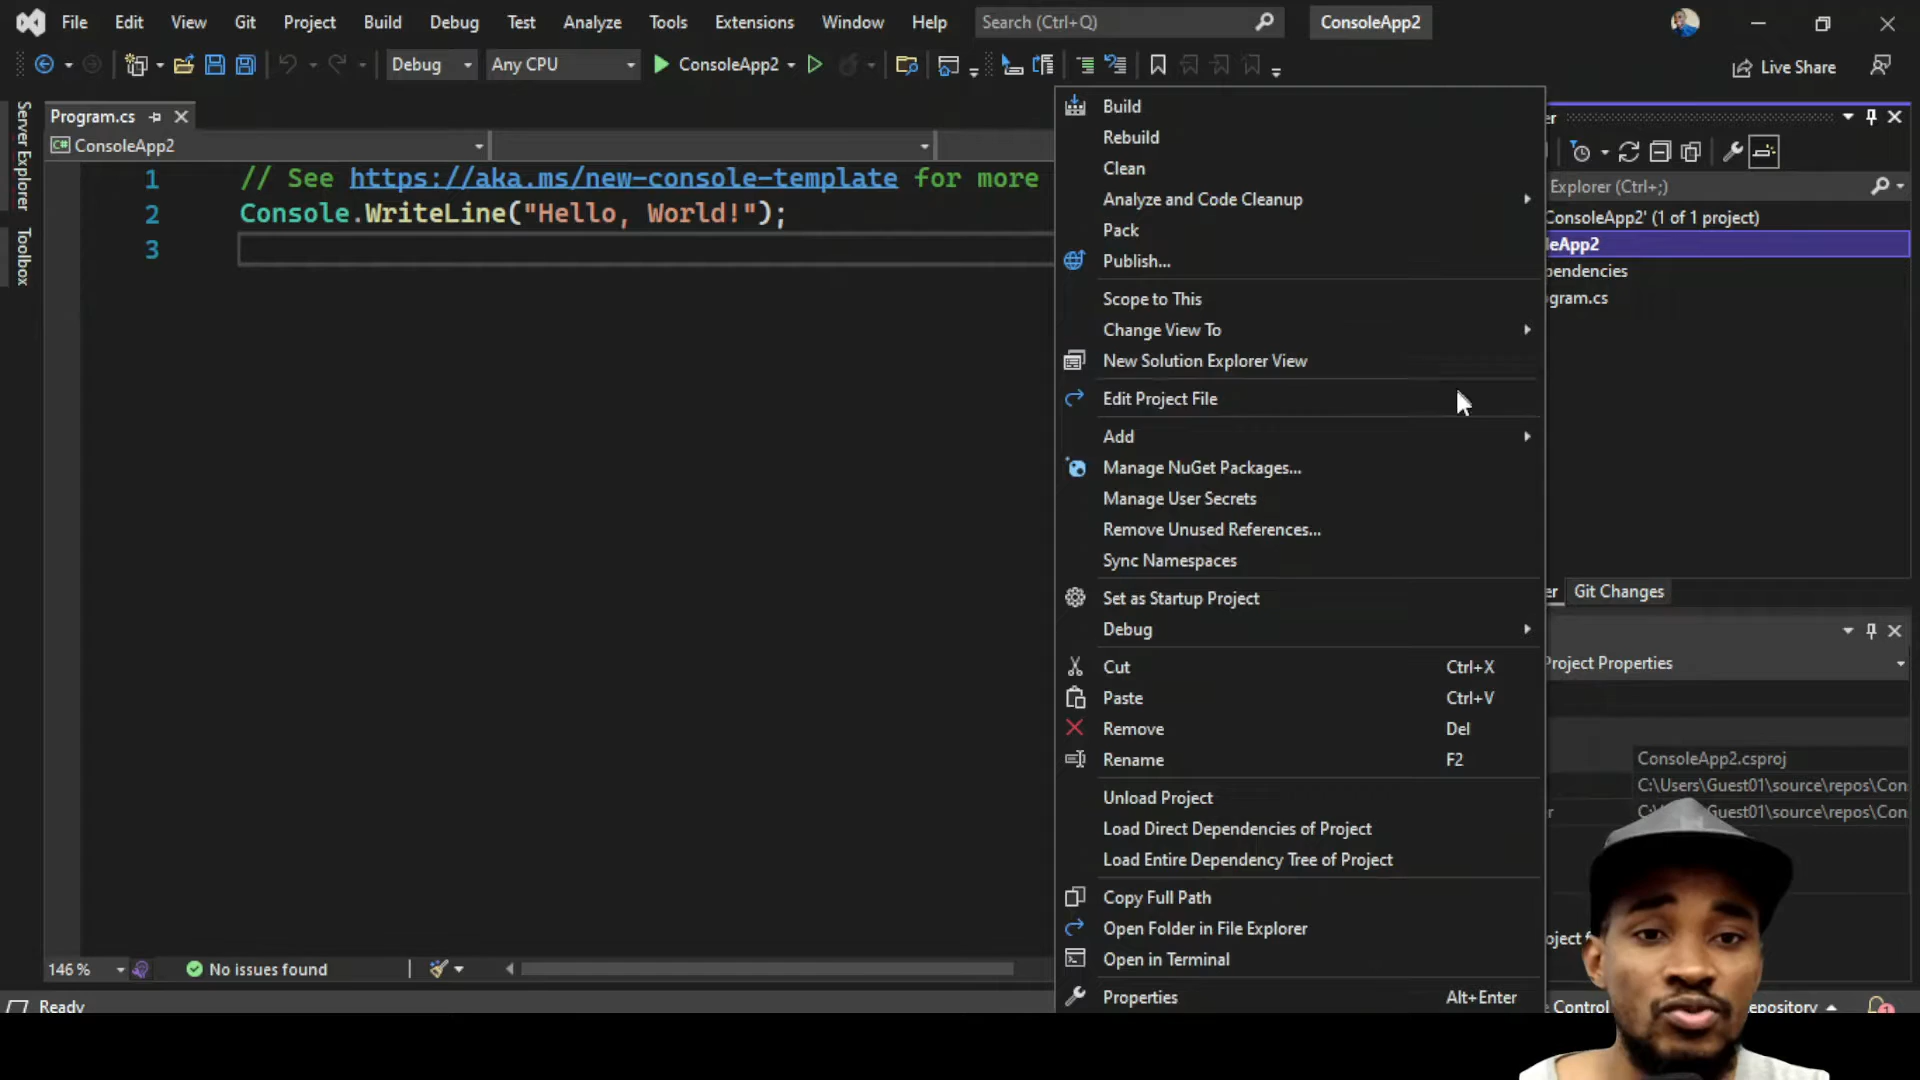 File Edit View Git Project Build Debug Test Analyze Tools Extensions Window Help Search (Ctrl+Q) ConsoleApp2
Debug Any CPU ConsoleApp2 Live Share
Server Explorer
Toolbox
Program.cs
ConsoleApp2
1 // See https://aka.ms/new-console-template for more
2 Console.WriteLine("Hello, World!");
3
146 % No issues found
Ready
Build
Rebuild
Clean
Analyze and Code Cleanup
Pack
Publish...
Scope to This
Change View To
New Solution Explorer View
Edit Project File
Add
Manage NuGet Packages...
Manage User Secrets
Remove Unused References...
Sync Namespaces
Set as Startup Project
Debug
Cut Ctrl+X
Paste Ctrl+V
Remove Del
Rename F2
Unload Project
Load Direct Dependencies of Project
Load Entire Dependency Tree of Project
Copy Full Path
Open Folder in File Explorer
Open in Terminal
Properties Alt+Enter
er
Explorer (Ctrl+;)
ConsoleApp2' (1 of 1 project)
leApp2
pendencies
gram.cs
er Git Changes
Project Properties
ConsoleApp2.csproj
C:\Users\Guest01\source\repos\Con
r Guest01\source\repos\Con
oject f
e Control epository 1